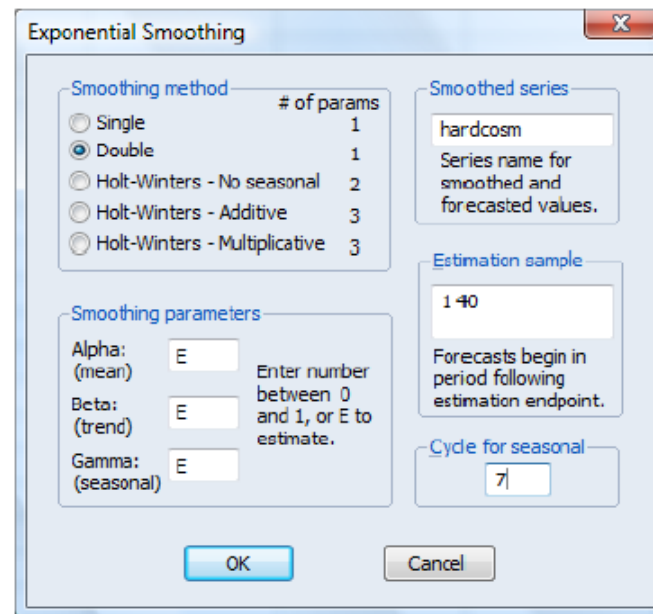 Exponential Smoothing
Smoothing method
# of params
Single 1
Double 1
Holt-Winters - No seasonal 2
Holt-Winters - Additive 3
Holt-Winters - Multiplicative 3
Smoothing parameters
Alpha: E
(mean)
Beta: E
(trend)
Gamma: E
(seasonal)
Enter number
between 0
and 1, or E to
estimate.
Smoothed series
hardcosm
Series name for
smoothed and
forecasted values.
Estimation sample
1 40
Forecasts begin in
period following
estimation endpoint.
Cycle for seasonal
7
OK
Cancel